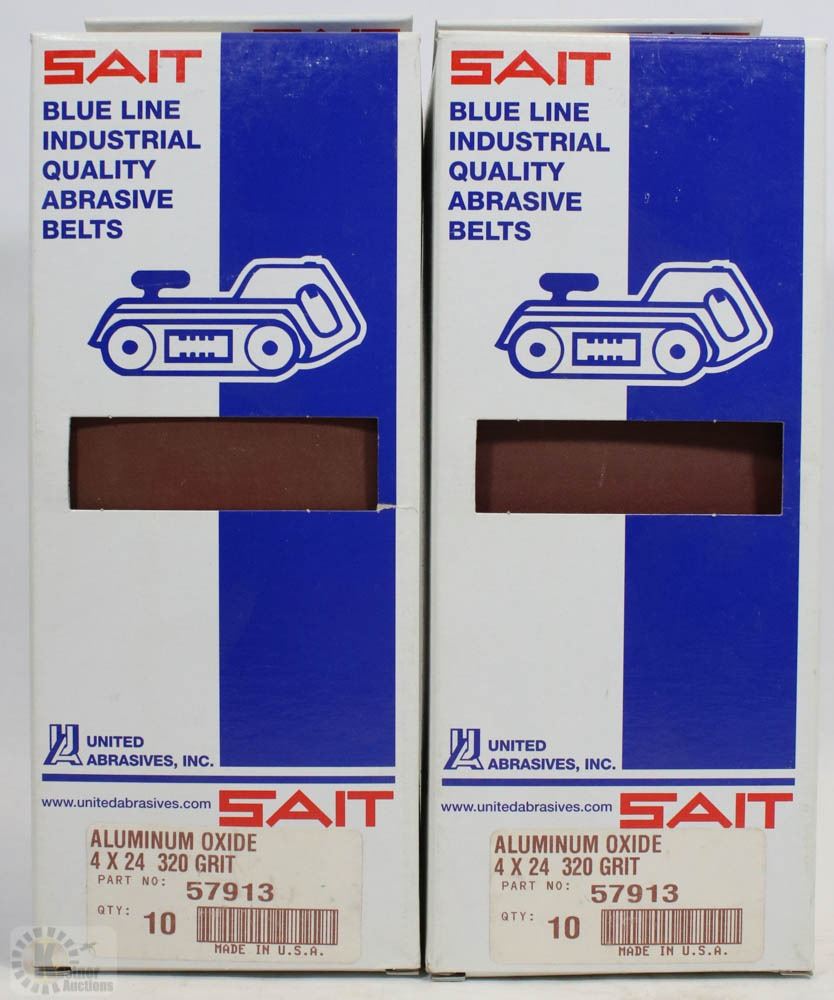 SAIT
BLUE LINE
INDUSTRIAL
QUALITY
ABRASIVE
BELTS
UNITED
ABRASIVES, INC.
www.unitedabrasives.com
SAIT
ALUMINUM OXIDE
4 X 24 320 GRIT
PART NO: 57913
QTY: 10
MADE IN U.S.A.
SAIT
BLUE LINE
INDUSTRIAL
QUALITY
ABRASIVE
BELTS
UNITED
ABRASIVES, INC.
www.unitedabrasives.com
SAIT
ALUMINUM OXIDE
4 X 24 320 GRIT
PART NO: 57913
QTY: 10
MADE IN U.S.A.
Kastner
Auctions